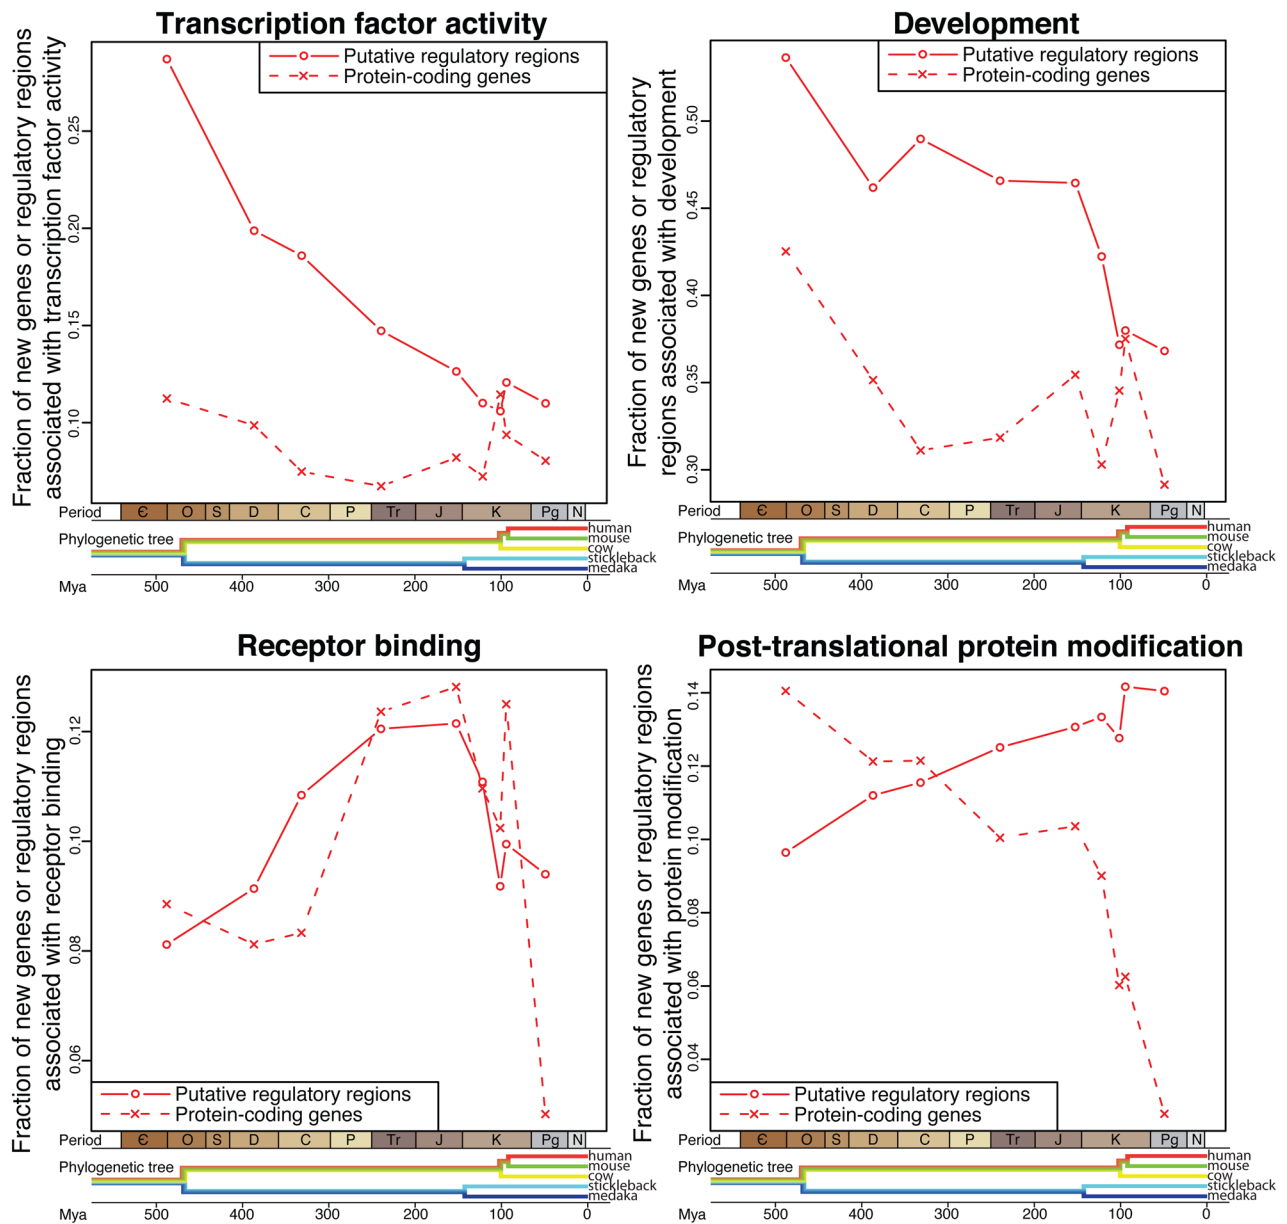 Transcription factor activity
Fraction of new genes or regulatory regions
associated with transcription factor activity
Putative regulatory regions
Protein-coding genes
0.25
0.20
0.15
0.10
Period
Є O S D C P Tr J K Pg N
Phylogenetic tree
human
mouse
cow
stickleback
medaka
Mya 500 400 300 200 100 0
Development
Fraction of new genes or regulatory
regions associated with development
Putative regulatory regions
Protein-coding genes
0.50
0.45
0.40
0.35
0.30
Period
Є O S D C P Tr J K Pg N
Phylogenetic tree
human
mouse
cow
stickleback
medaka
Mya 500 400 300 200 100 0
Receptor binding
Fraction of new genes or regulatory regions
associated with receptor binding
0.12
0.10
0.08
0.06
Putative regulatory regions
Protein-coding genes
Period
Є O S D C P Tr J K Pg N
Phylogenetic tree
human
mouse
cow
stickleback
medaka
Mya 500 400 300 200 100 0
Post-translational protein modification
Fraction of new genes or regulatory regions
associated with protein modification
0.14
0.12
0.10
0.08
0.06
0.04
Putative regulatory regions
Protein-coding genes
Period
Є O S D C P Tr J K Pg N
Phylogenetic tree
human
mouse
cow
stickleback
medaka
Mya 500 400 300 200 100 0